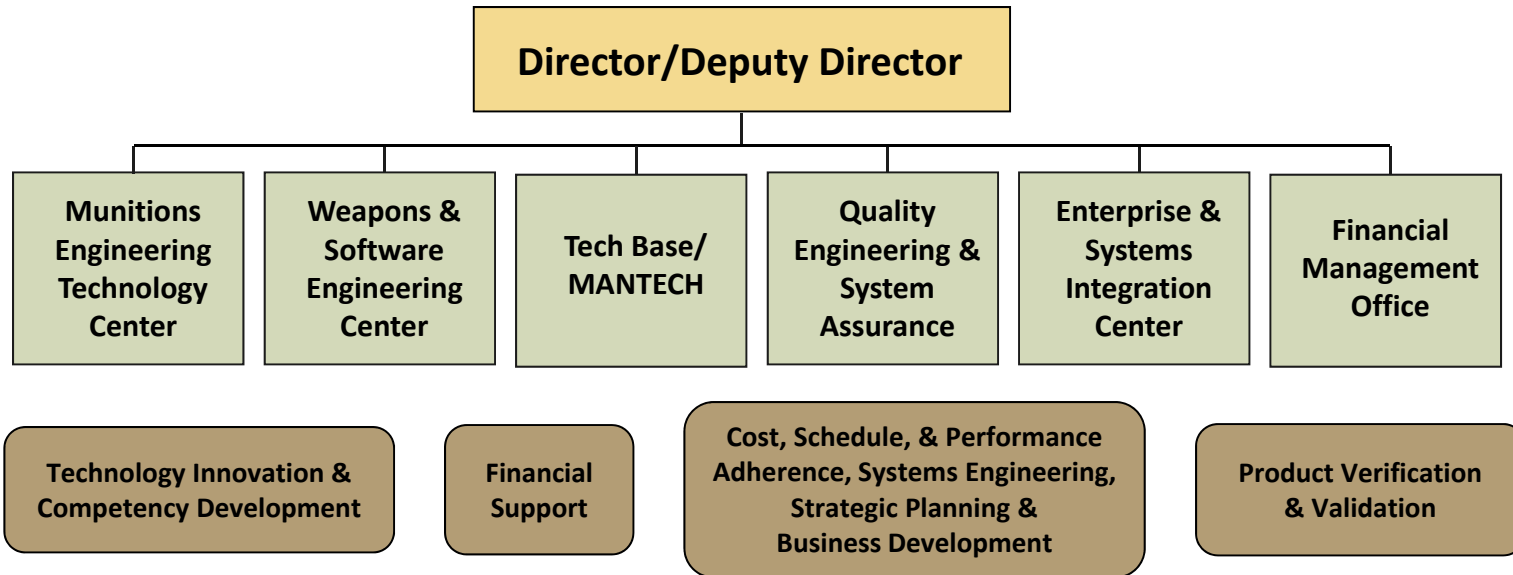 Director/Deputy Director
Munitions
Engineering
Technology
Center
Weapons &
Software
Engineering
Center
Tech Base/
MANTECH
Quality
Engineering &
System
Assurance
Enterprise &
Systems
Integration
Center
Financial
Management
Office
Technology Innovation &
Competency Development
Financial
Support
Cost, Schedule, & Performance
Adherence, Systems Engineering,
Strategic Planning &
Business Development
Product Verification
& Validation